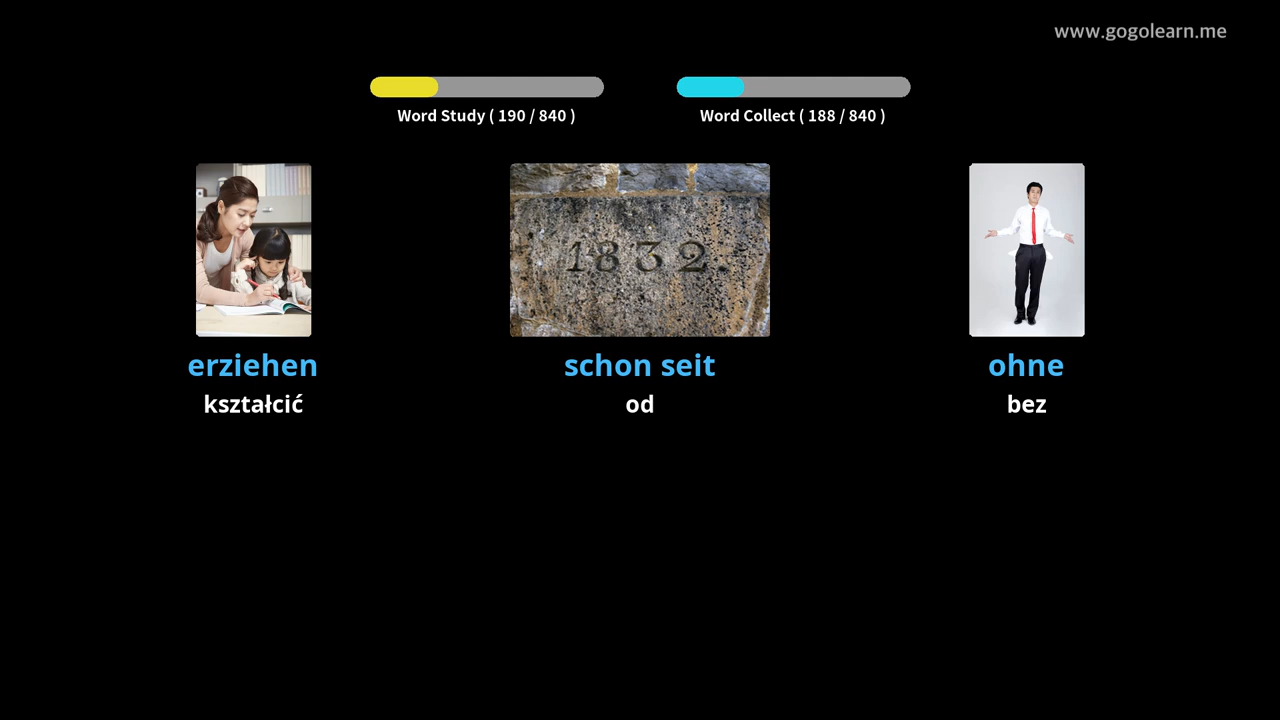 www.gogolearn.me
Word Study ( 190 / 840 )
Word Collect ( 188 / 840 )
1832
erziehen
schon seit
ohne
kształcić
od
bez